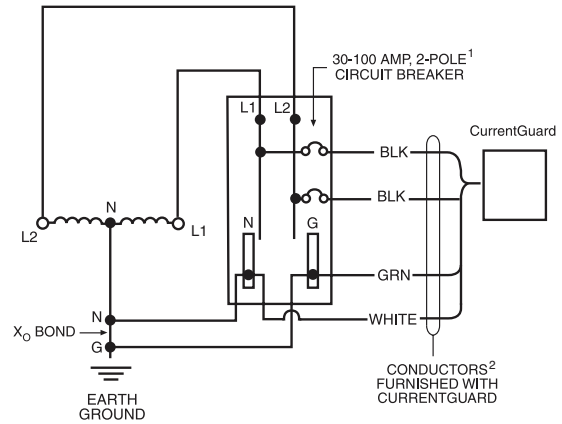 30-100 AMP, 2-POLE1
CIRCUIT BREAKER
L1 L2
CurrentGuard
BLK
BLK
N
L2 L1
N G
GRN
N
WHITE
XO BOND
G
EARTH
GROUND
CONDUCTORS2
FURNISHED WITH
CURRENTGUARD